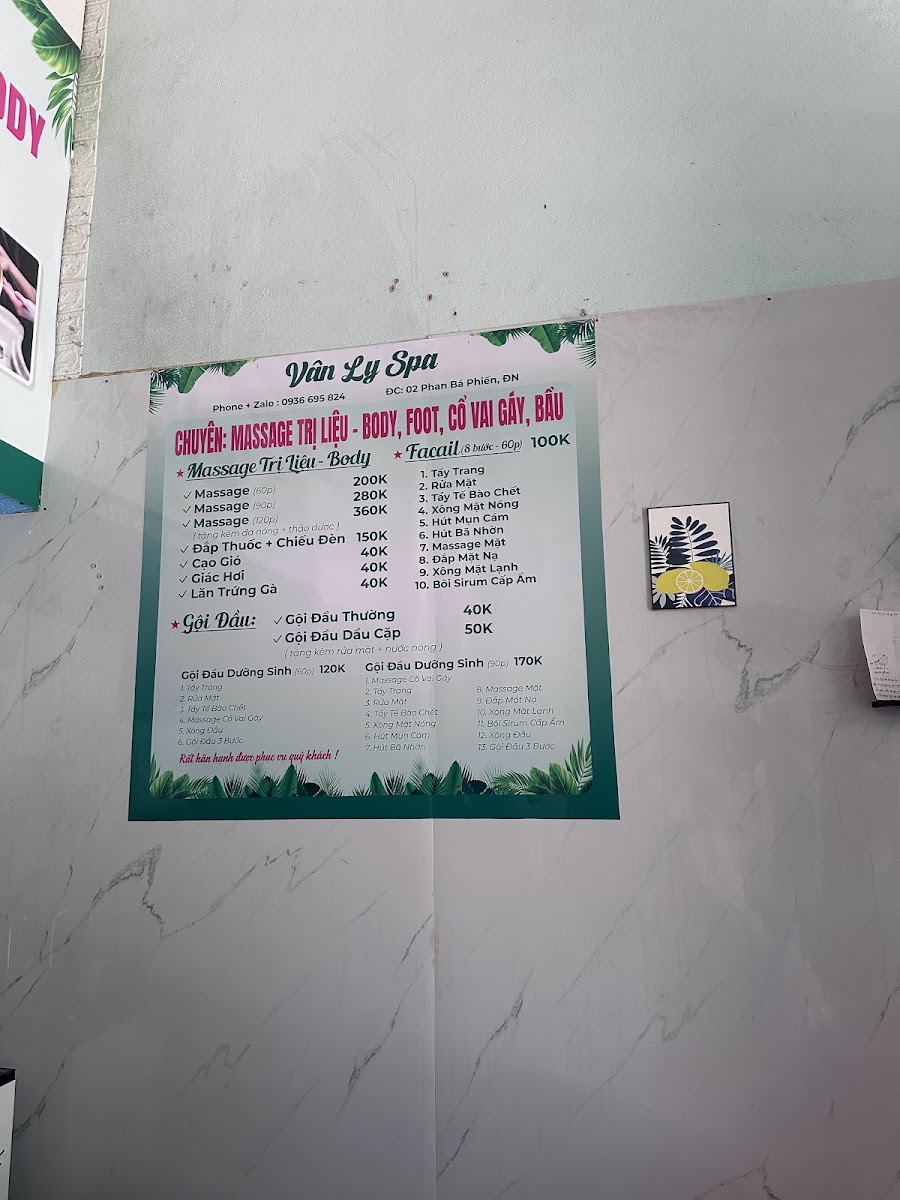 ODY
Vân Ly Spa
Phone + Zalo : 0936 695 824
ĐC: 02 Phan Bá Phiến, ĐN
CHUYÊN: MASSAGE TRỊ LIỆU - BODY, FOOT, CỔ VAI GÁY, BẦU
★ Massage Trị Liệu - Body
✓ Massage (60p) 200K
✓ Massage (90p) 280K
✓ Massage (120p) 360K
( tặng kèm đá nóng + thảo dược )
✓ Đắp Thuốc + Chiếu Đèn 150K
✓ Cạo Gió 40K
✓ Giác Hơi 40K
✓ Lăn Trứng Gà 40K
★ Facail (8 bước - 60p) 100K
1. Tẩy Trang
2. Rửa Mặt
3. Tẩy Tế Bào Chết
4. Xông Mặt Nóng
5. Hút Mụn Cám
6. Hút Bã Nhờn
7. Massage Mặt
8. Đắp Mặt Nạ
9. Xông Mặt Lạnh
10. Bôi Sirum Cấp Ẩm
★ Gội Đầu:
✓ Gội Đầu Thường 40K
✓ Gội Đầu Dầu Cặp 50K
( tặng kèm rửa mặt + nước nóng )
Gội Đầu Dưỡng Sinh (60p) 120K
1. Tẩy Trang
2. Rửa Mặt
3. Tẩy Tế Bào Chết
4. Massage Cổ Vai Gáy
5. Xông Đầu
6. Gội Đầu 3 Bước
Gội Đầu Dưỡng Sinh (90p) 170K
1. Massage Cổ Vai Gáy
2. Tẩy Trang
3. Rửa Mặt
4. Tẩy Tế Bào Chết
5. Xông Mặt Nóng
6. Hút Mụn Cám
7. Hút Bã Nhờn
8. Massage Mặt
9. Đắp Mặt Nạ
10. Xông Mặt Lạnh
11. Bôi Sirum Cấp Ẩm
12. Xông Đầu
13. Gội Đầu 3 Bước
Rất hân hạnh được phục vụ quý khách !